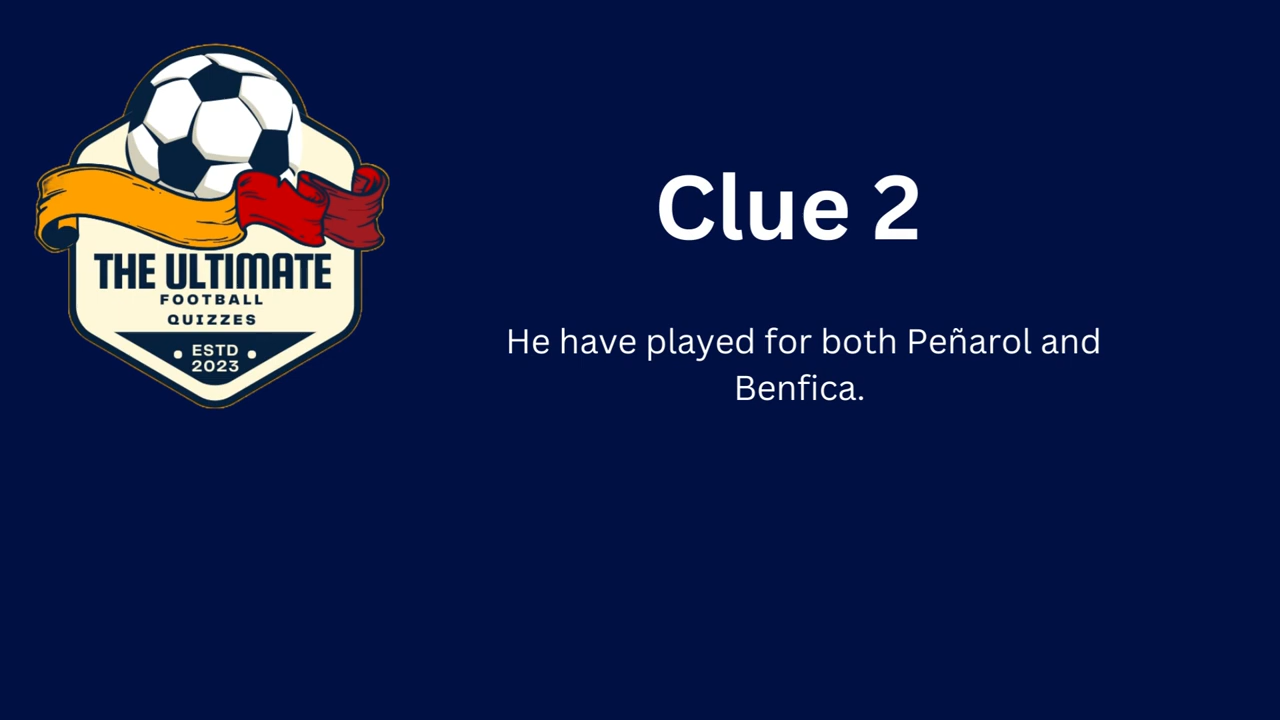 THE ULTIMATE
FOOTBALL
QUIZZES
ESTD
2023
Clue 2
He have played for both Peñarol and
Benfica.